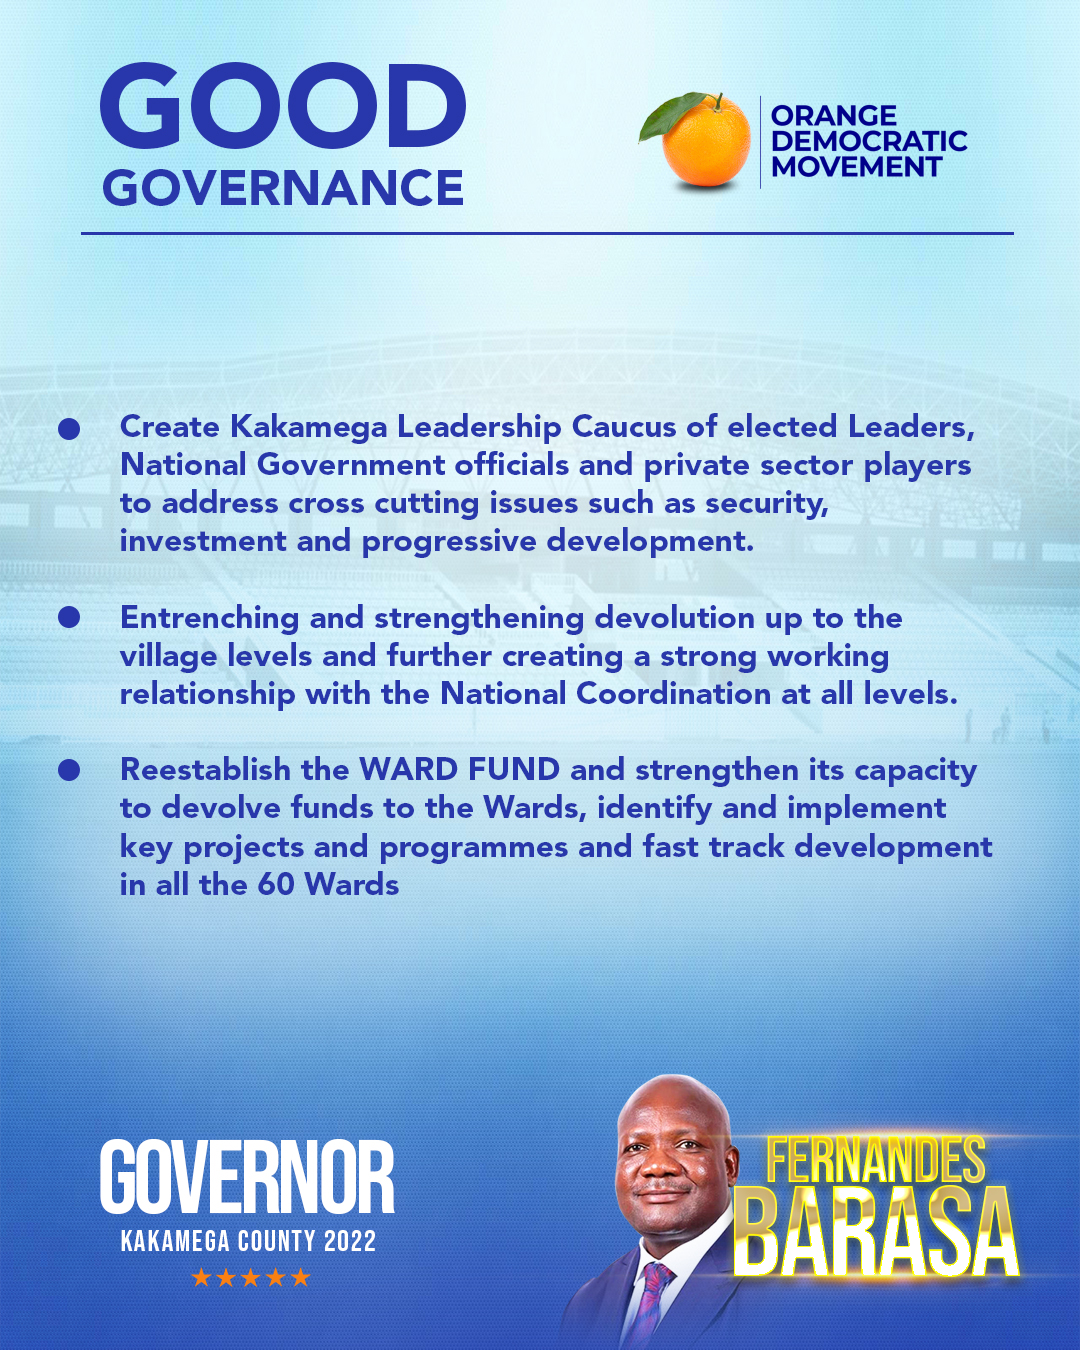 GOOD
GOVERNANCE
ORANGE
DEMOCRATIC
MOVEMENT
Create Kakamega Leadership Caucus of elected Leaders,
National Government officials and private sector players
to address cross cutting issues such as security,
investment and progressive development.
Entrenching and strengthening devolution up to the
village levels and further creating a strong working
relationship with the National Coordination at all levels.
Reestablish the WARD FUND and strengthen its capacity
to devolve funds to the Wards, identify and implement
key projects and programmes and fast track development
in all the 60 Wards
GOVERNOR
KAKAMEGA COUNTY 2022
FERNANDES
BARASA